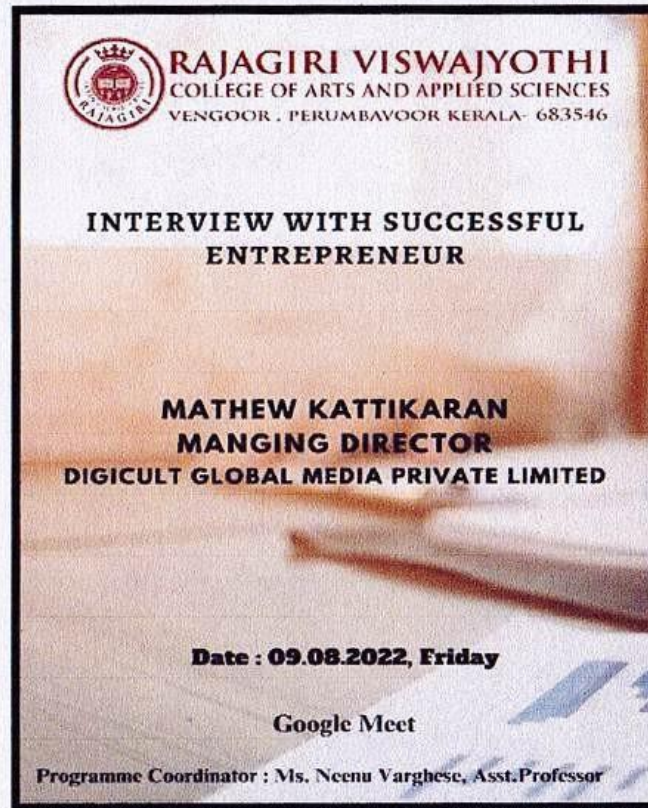 RAJAGIRI VISWAJYOTHI
COLLEGE OF ARTS AND APPLIED SCIENCES
VENGOOR . PERUMBAVOOR KERALA- 683546
RAJAGIRI
INTERVIEW WITH SUCCESSFUL
ENTREPRENEUR
MATHEW KATTIKARAN
MANGING DIRECTOR
DIGICULT GLOBAL MEDIA PRIVATE LIMITED
Date : 09.08.2022, Friday
Google Meet
Programme Coordinator : Ms. Neenu Varghese, Asst.Professor